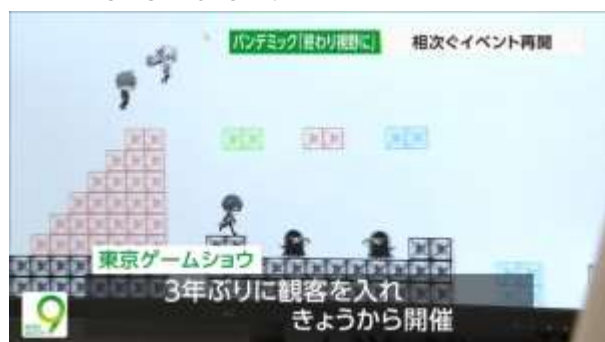 パンデミック「終わり視野に」
相次ぐイベント再開
東京ゲームショウ
3年ぶりに観客を入れ
きょうから開催
9